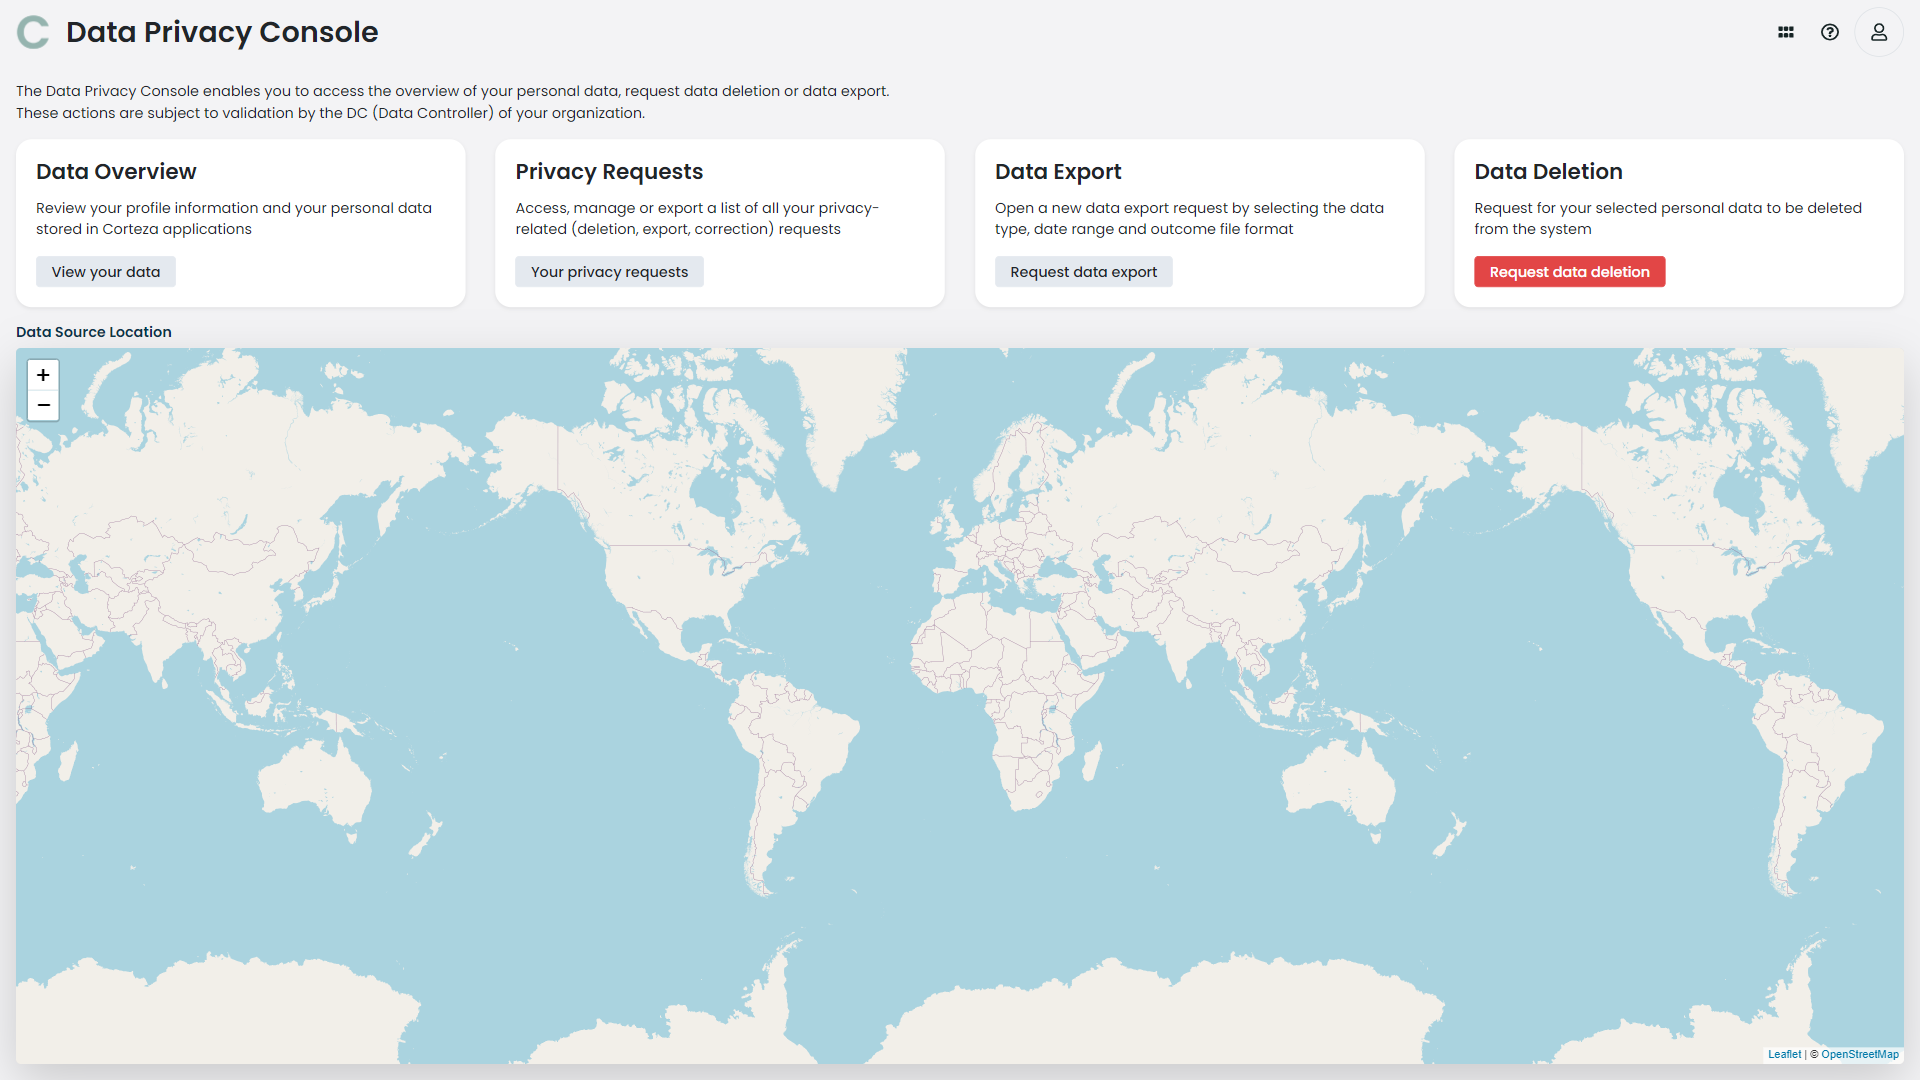 C Data Privacy Console
The Data Privacy Console enables you to access the overview of your personal data, request data deletion or data export.
These actions are subject to validation by the DC (Data Controller) of your organization.
Data Overview
Review your profile information and your personal data
stored in Corteza applications
View your data
Privacy Requests
Access, manage or export a list of all your privacy-
related (deletion, export, correction) requests
Your privacy requests
Data Export
Open a new data export request by selecting the data
type, date range and outcome file format
Request data export
Data Deletion
Request for your selected personal data to be deleted
from the system
Request data deletion
Data Source Location
+
−
Leaflet | © OpenStreetMap